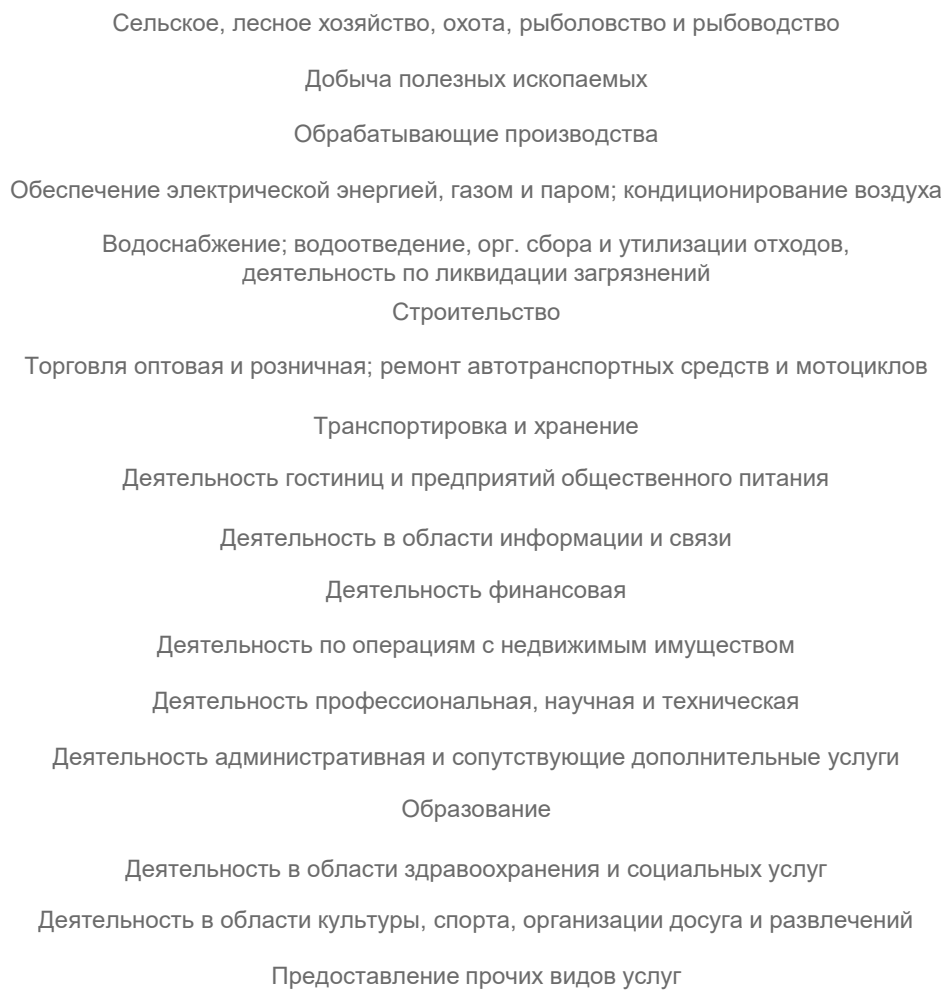 Сельское, лесное хозяйство, охота, рыболовство и рыбоводство
Добыча полезных ископаемых
Обрабатывающие производства
Обеспечение электрической энергией, газом и паром; кондиционирование воздуха
Водоснабжение; водоотведение, орг. сбора и утилизации отходов,
деятельность по ликвидации загрязнений
Строительство
Торговля оптовая и розничная; ремонт автотранспортных средств и мотоциклов
Транспортировка и хранение
Деятельность гостиниц и предприятий общественного питания
Деятельность в области информации и связи
Деятельность финансовая
Деятельность по операциям с недвижимым имуществом
Деятельность профессиональная, научная и техническая
Деятельность административная и сопутствующие дополнительные услуги
Образование
Деятельность в области здравоохранения и социальных услуг
Деятельность в области культуры, спорта, организации досуга и развлечений
Предоставление прочих видов услуг